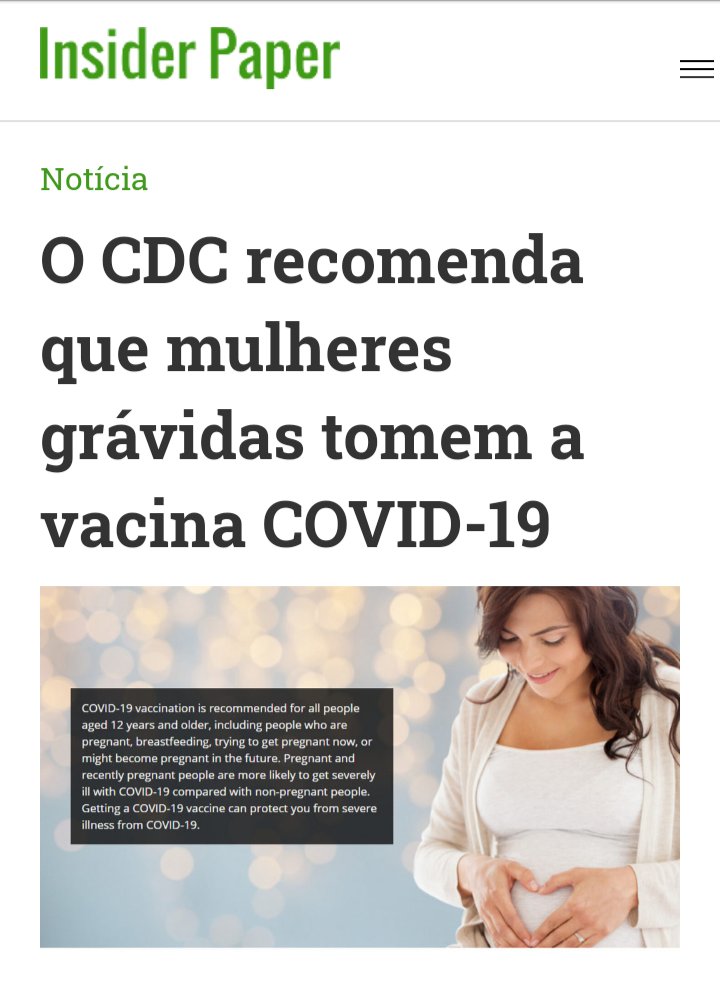 Insider Paper
Notícia
O CDC recomenda
que mulheres
grávidas tomem a
vacina COVID-19
COVID-19 vaccination is recommended for all people
aged 12 years and older, including people who are
pregnant, breastfeeding, trying to get pregnant now, or
might become pregnant in the future. Pregnant and
recently pregnant people are more likely to get severely
ill with COVID-19 compared with non-pregnant people.
Getting a COVID-19 vaccine can protect you from severe
illness from COVID-19.